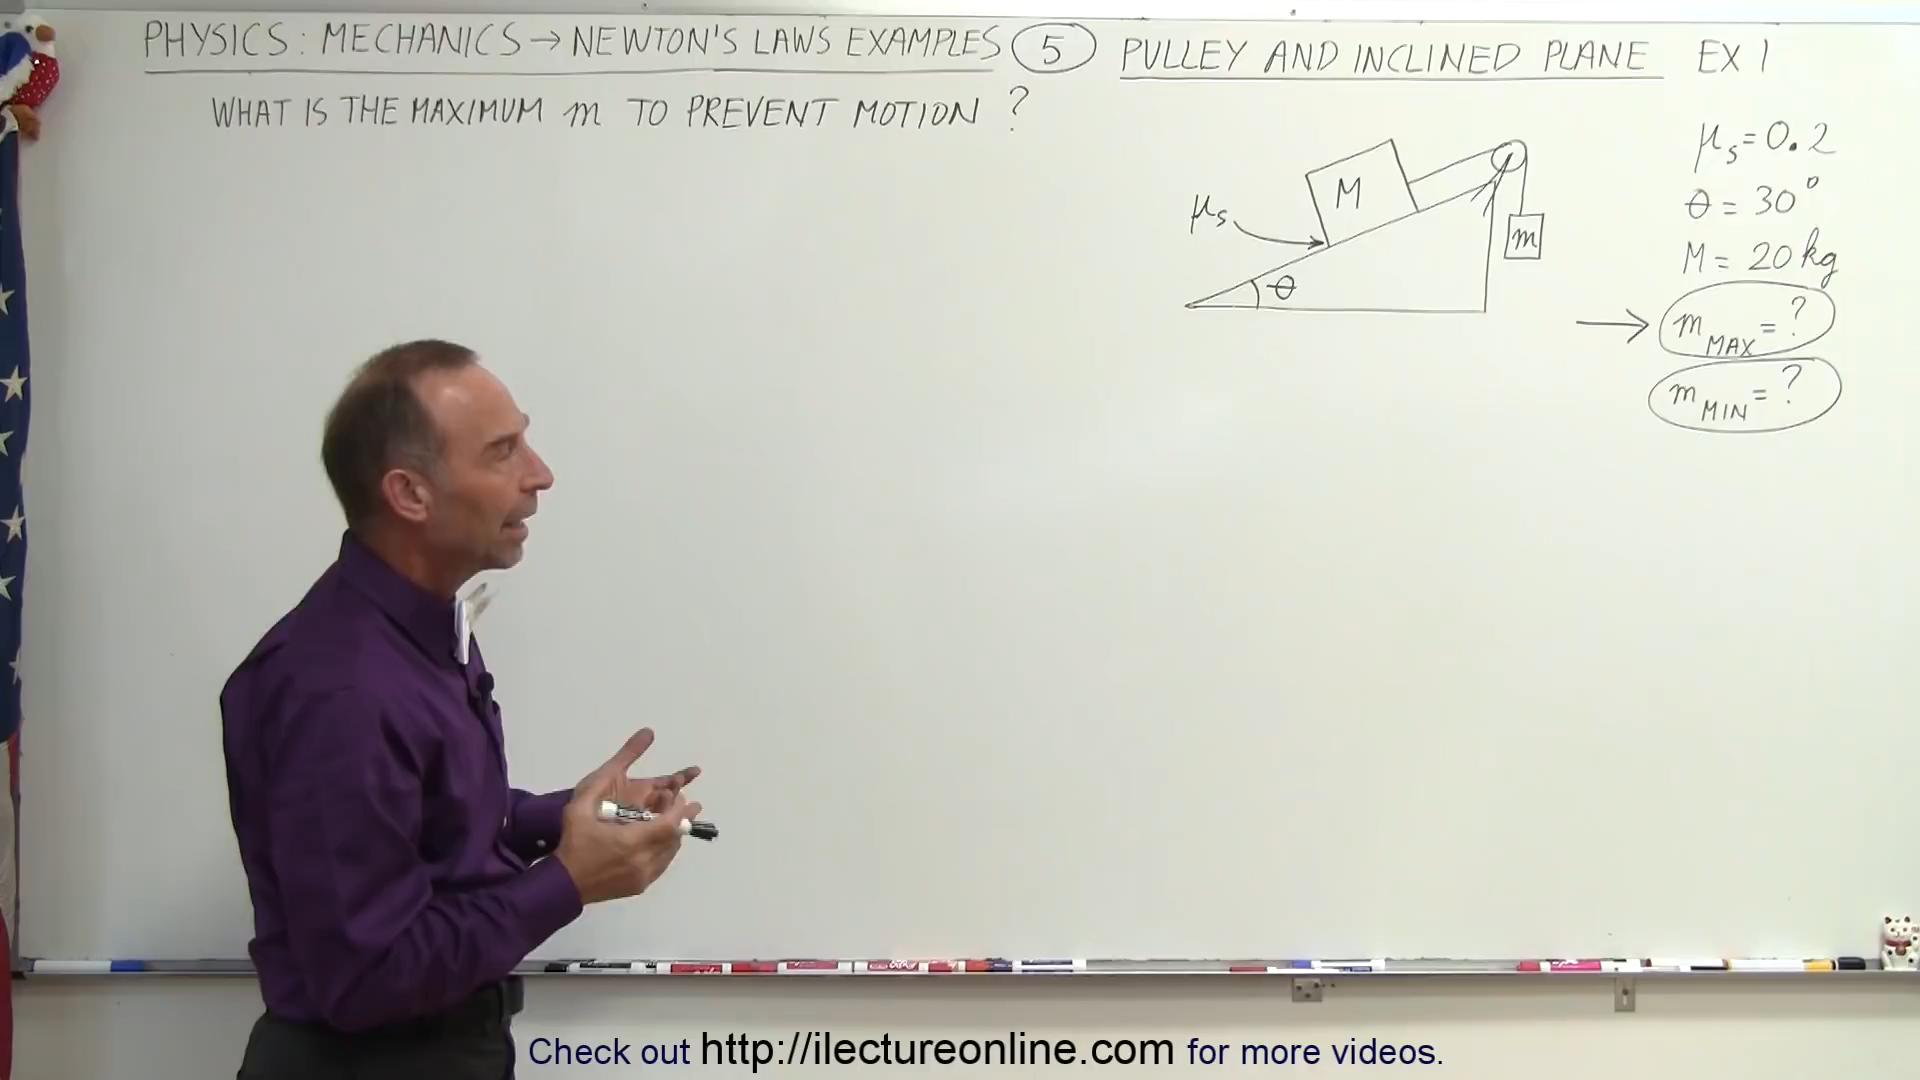 PHYSICS: MECHANICS → NEWTON'S LAWS EXAMPLES 5 PULLEY AND INCLINED PLANE EX 1
WHAT IS THE MAXIMUM m TO PREVENT MOTION ?
μs = 0.2
M
μs
θ = 30°
m
M = 20 kg
θ
→ mMAX = ?
mMIN = ?
Check out http://ilectureonline.com for more videos.